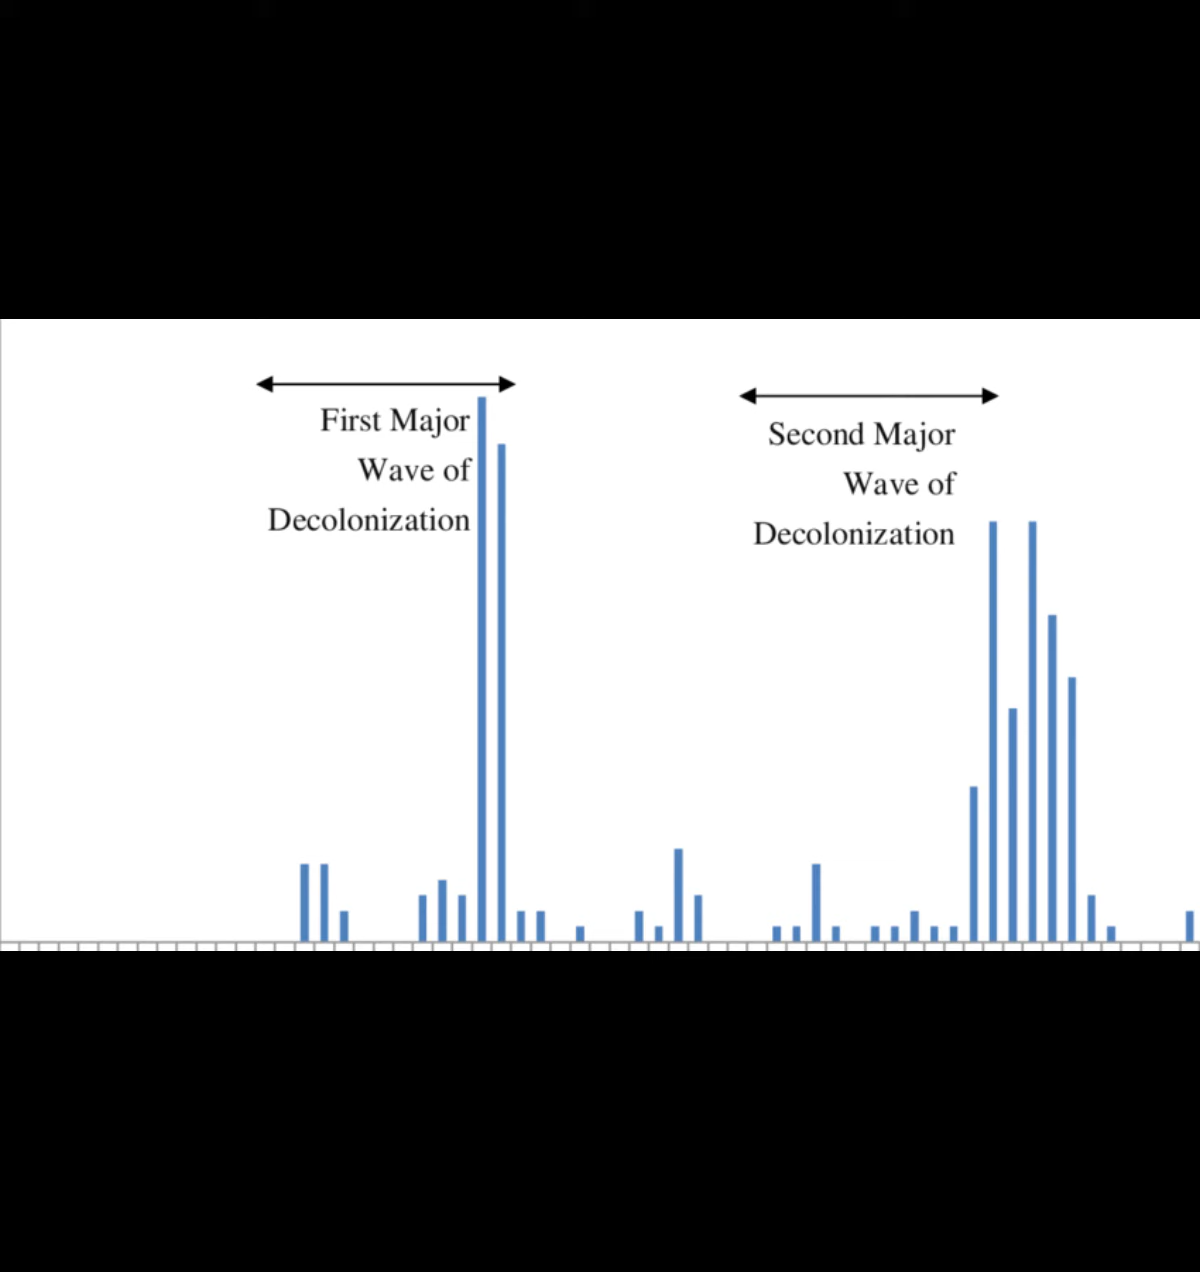 First Major
Wave of
Decolonization
Second Major
Wave of
Decolonization